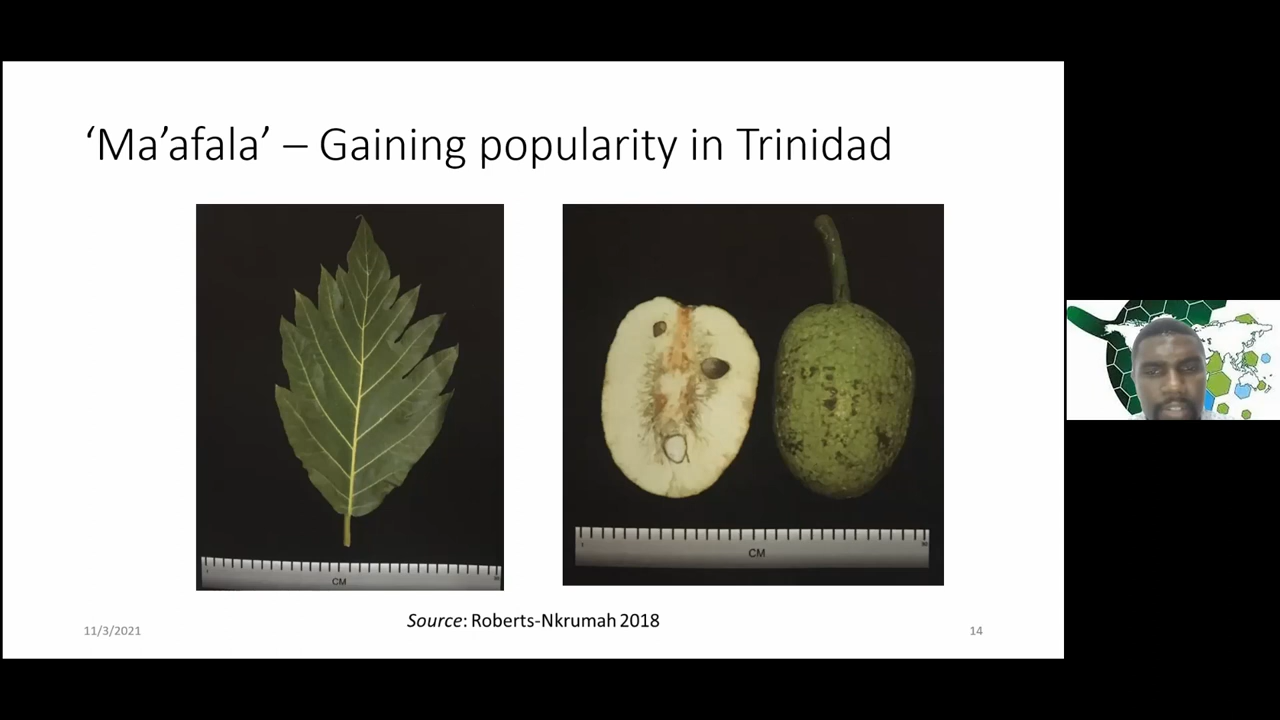 ‘Ma’afala’ – Gaining popularity in Trinidad
CM
CM
Source: Roberts-Nkrumah 2018
11/3/2021
14